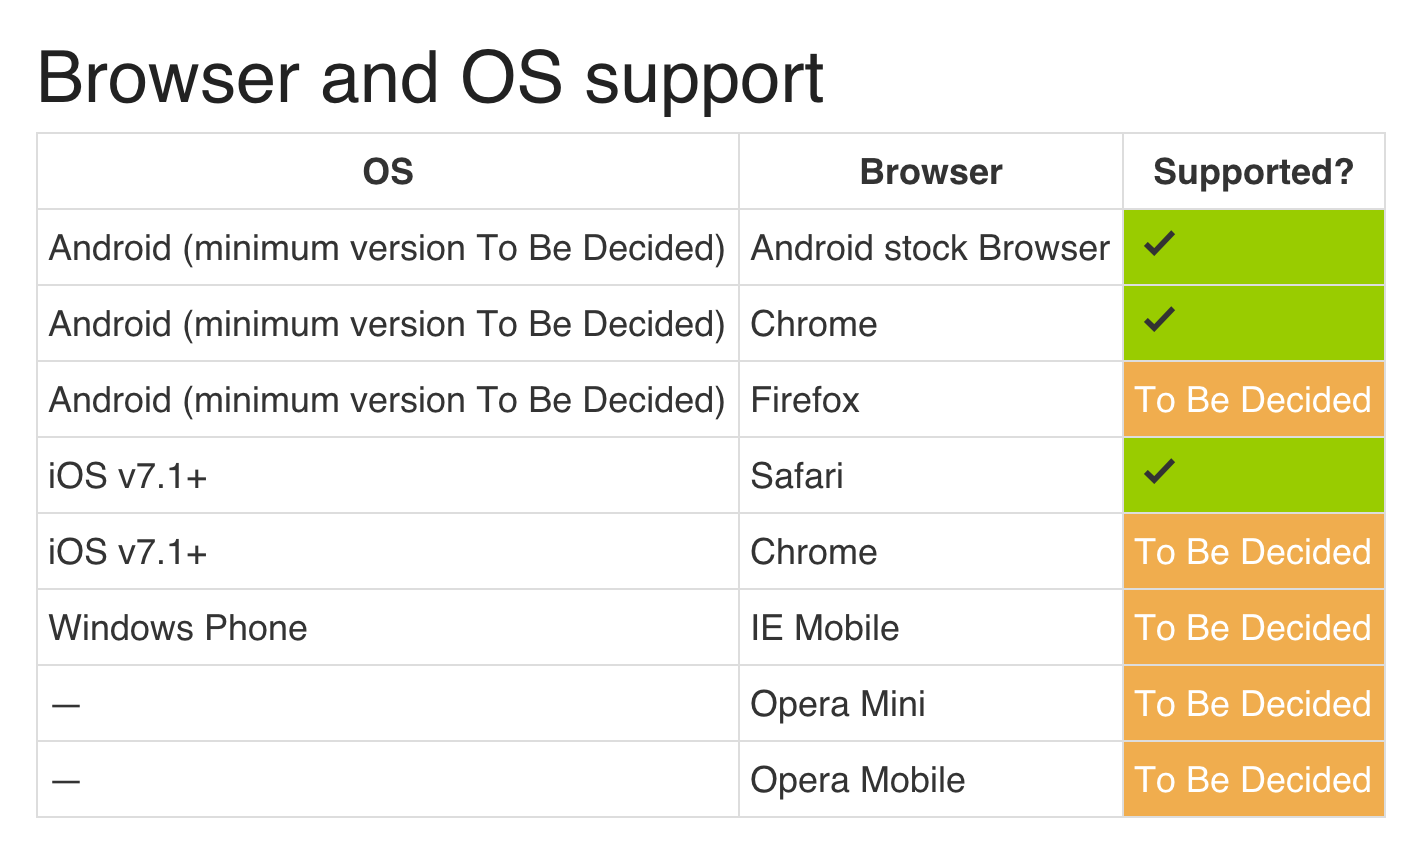 Browser and OS support
OS Browser Supported?
Android (minimum version To Be Decided) Android stock Browser ✓
Android (minimum version To Be Decided) Chrome ✓
Android (minimum version To Be Decided) Firefox To Be Decided
iOS v7.1+ Safari ✓
iOS v7.1+ Chrome To Be Decided
Windows Phone IE Mobile To Be Decided
— Opera Mini To Be Decided
— Opera Mobile To Be Decided